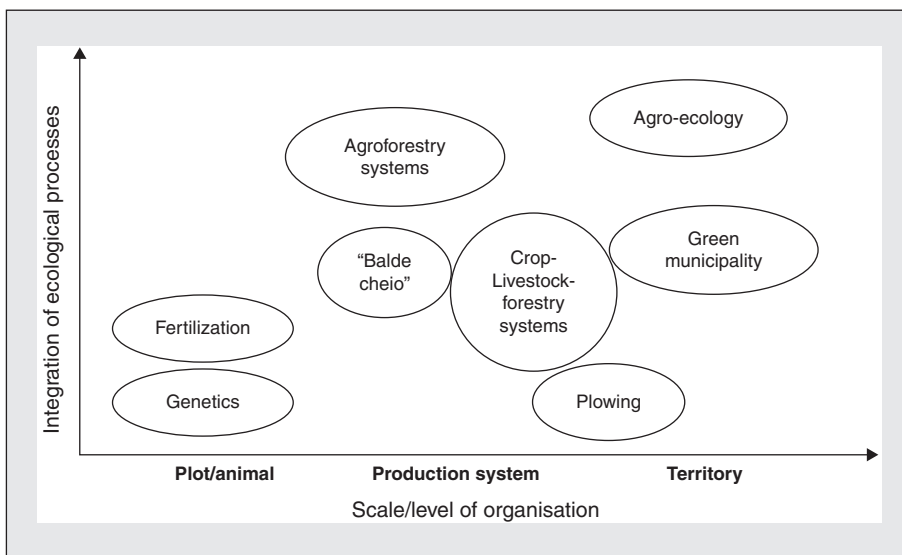 Integration of ecological processes
Agro-ecology
Agroforestry
systems
Green
municipality
“Balde
cheio”
Crop-
Livestock-
forestry
systems
Fertilization
Genetics
Plowing
Plot/animal
Production system
Territory
Scale/level of organisation